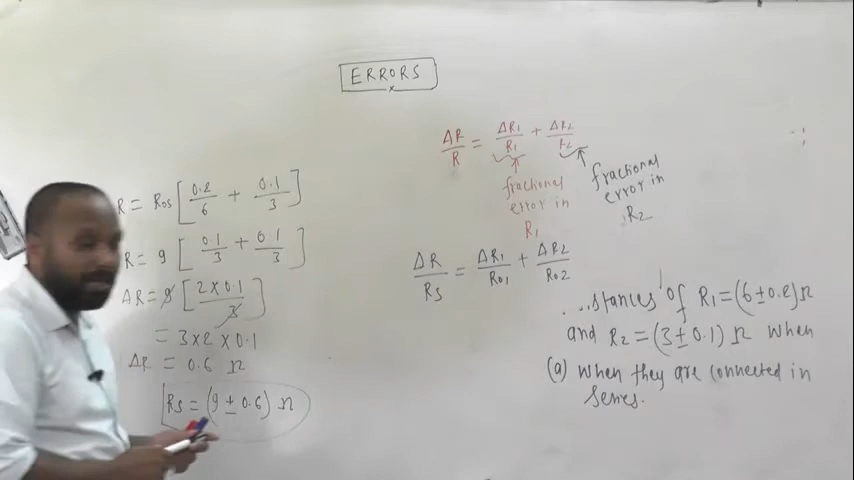 ERRORS
ΔR/R = ΔR1/R1 + ΔR2/R2
fractional error in R1
fractional error in R2
ΔR/Rs = ΔR1/R01 + ΔR2/R02
stances of R1 = (6 ± 0.2) Ω
and R2 = (3 ± 0.1) Ω when
(a) when they are connected in
Series.
R = Ros [0.2/6 + 0.1/3]
R = 9 [0.1/3 + 0.1/3]
ΔR = 9 [2 x 0.1/3]
= 3 x 2 x 0.1
ΔR = 0.6 Ω
Rs = (9 ± 0.6) Ω